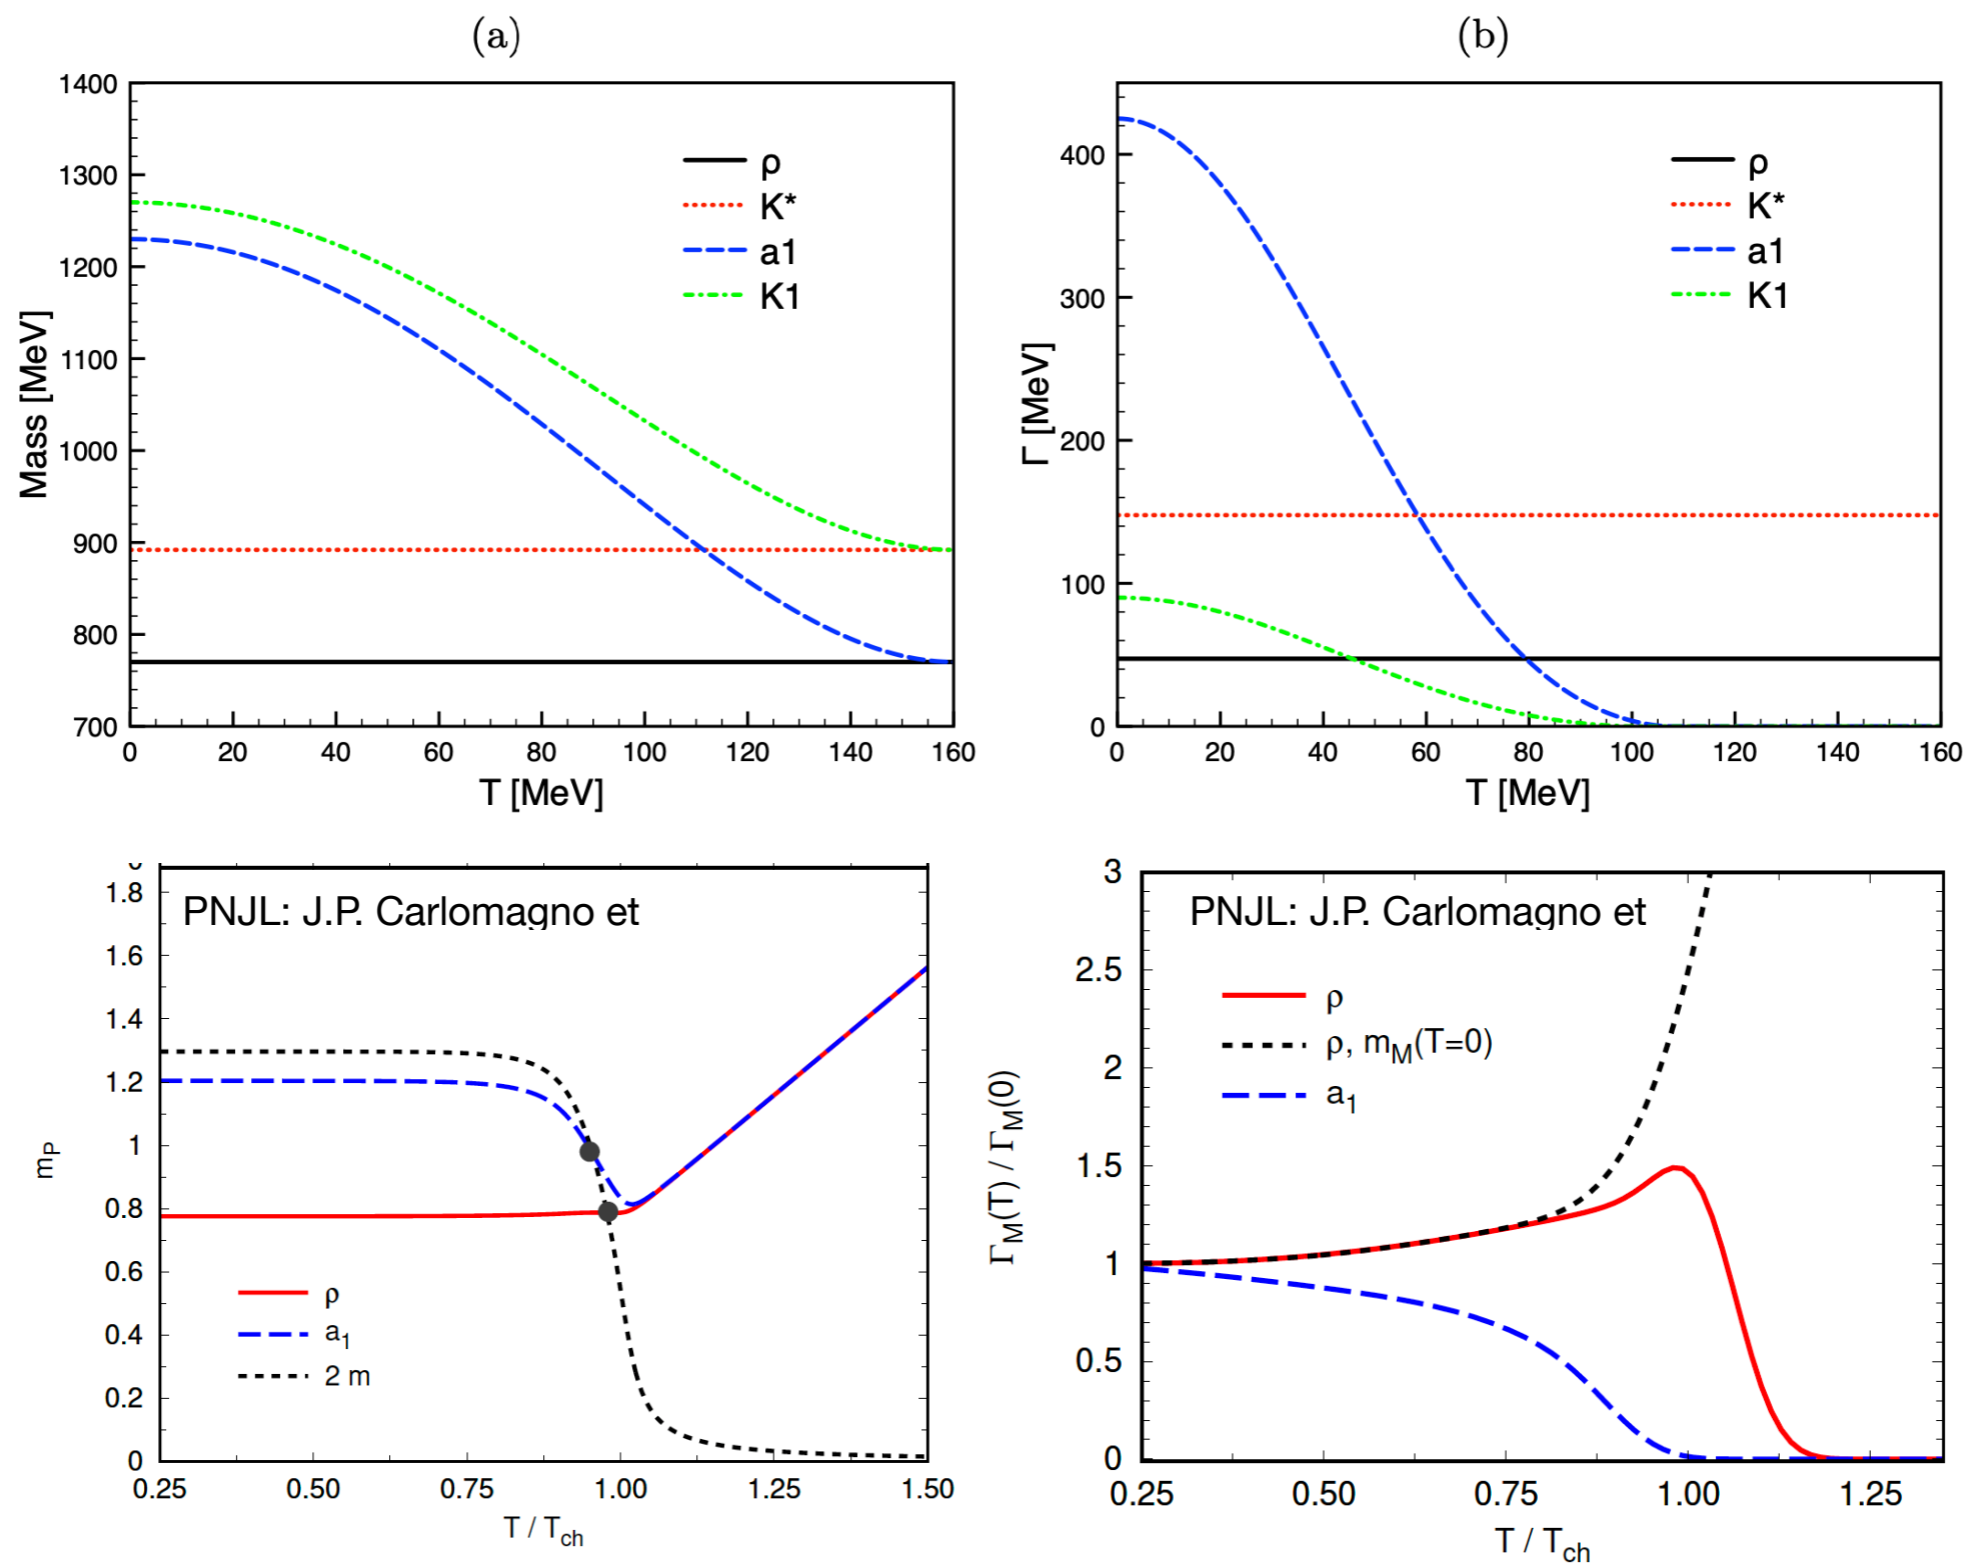 (a)
1400
1300
1200
1100
1000
900
800
700
Mass [MeV]
ρ
K*
a1
K1
0 20 40 60 80 100 120 140 160
T [MeV]
(b)
400
300
200
100
0
Γ [MeV]
ρ
K*
a1
K1
0 20 40 60 80 100 120 140 160
T [MeV]
PNJL: J.P. Carlomagno et
1.8
1.6
1.4
1.2
1
0.8
0.6
0.4
0.2
0
m_P
ρ
a_1
2 m
0.25 0.50 0.75 1.00 1.25 1.50
T / T_ch
PNJL: J.P. Carlomagno et
3
2.5
2
1.5
1
0.5
0
Γ_M(T) / Γ_M(0)
ρ
ρ, m_M(T=0)
a_1
0.25 0.50 0.75 1.00 1.25
T / T_ch